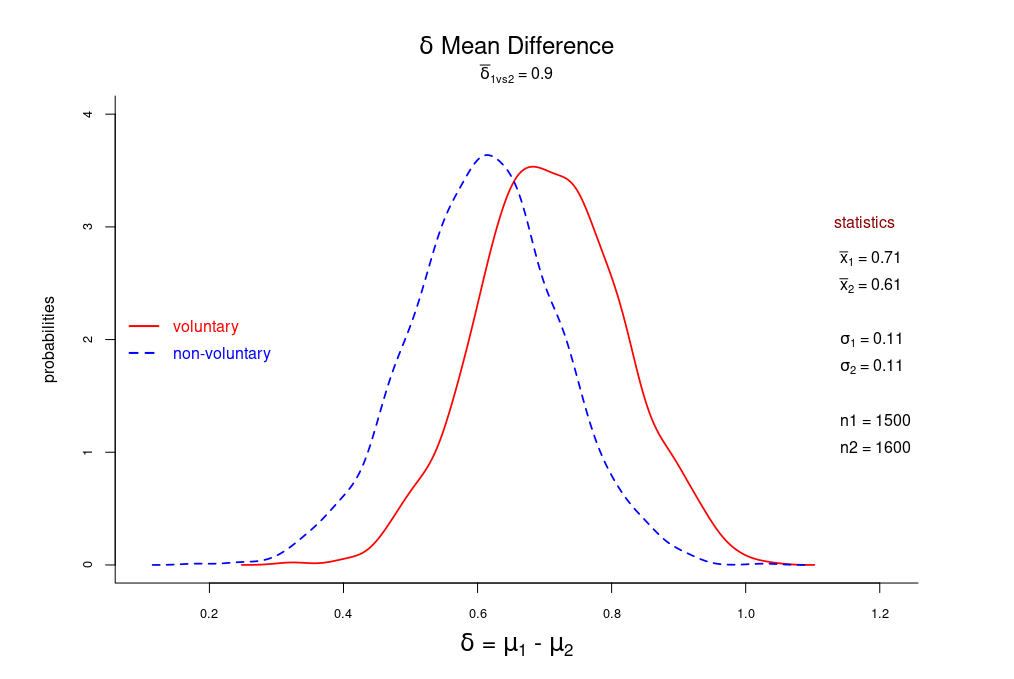 δ Mean Difference
δ̅1vs2 = 0.9
4
3
2
1
0
probabilities
voluntary
non-voluntary
statistics
x̅1 = 0.71
x̅2 = 0.61
σ1 = 0.11
σ2 = 0.11
n1 = 1500
n2 = 1600
0.2 0.4 0.6 0.8 1.0 1.2
δ = μ1 - μ2